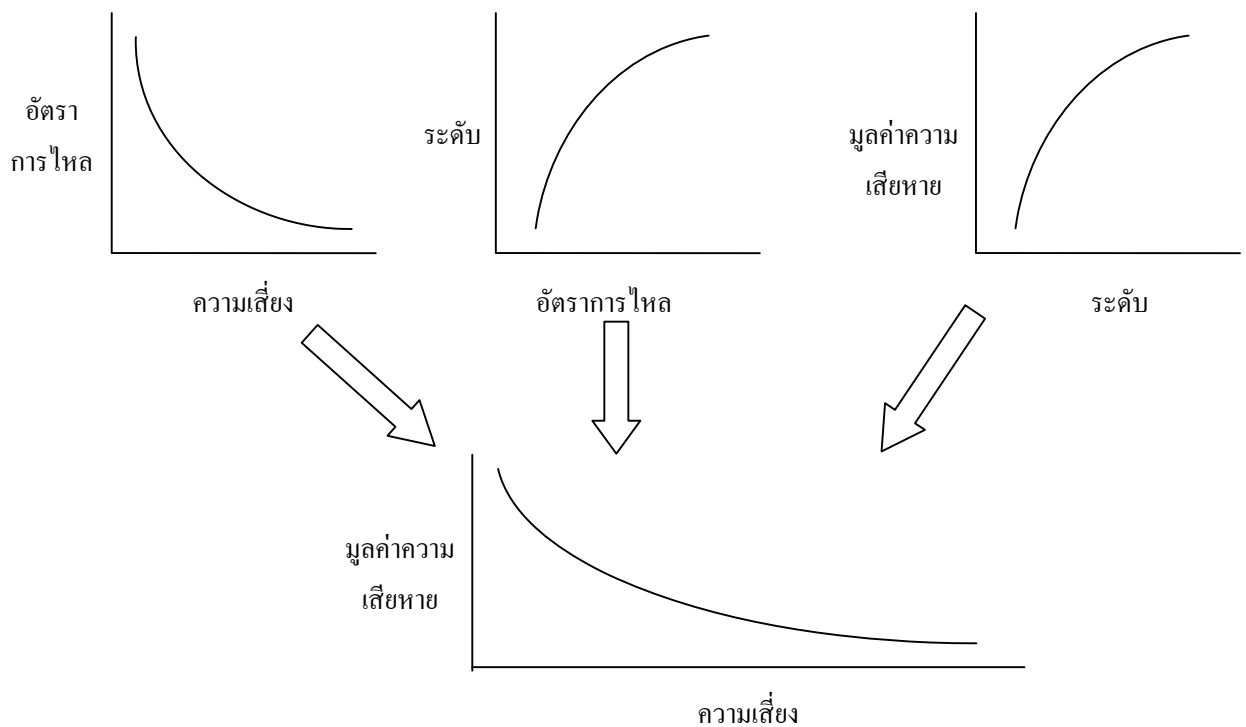 อัตรา
การไหล
ความเสี่ยง
ระดับ
อัตราการไหล
มูลค่าความ
เสียหาย
ระดับ
มูลค่าความ
เสียหาย
ความเสี่ยง